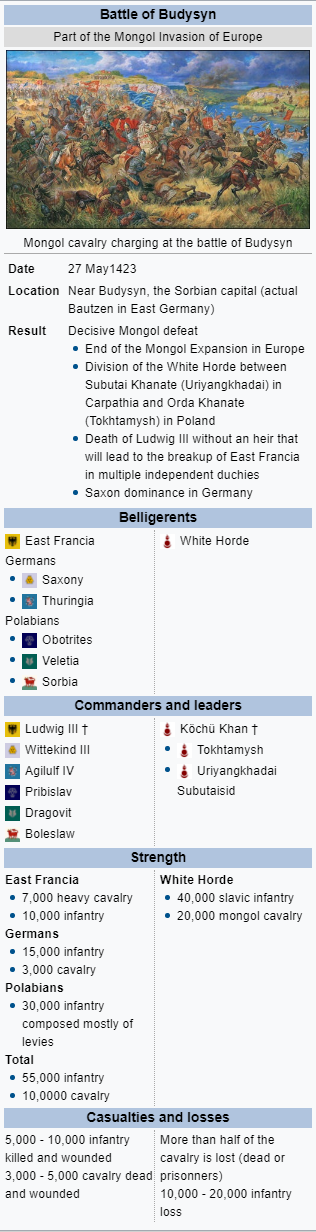 Battle of Budysyn
Part of the Mongol Invasion of Europe
Mongol cavalry charging at the battle of Budysyn
Date 27 May1423
Location Near Budysyn, the Sorbian capital (actual
Bautzen in East Germany)
Result Decisive Mongol defeat
• End of the Mongol Expansion in Europe
• Division of the White Horde between
Subutai Khanate (Uriyangkhadai) in
Carpathia and Orda Khanate
(Tokhtamysh) in Poland
• Death of Ludwig III without an heir that
will lead to the breakup of East Francia
in multiple independent duchies
• Saxon dominance in Germany
Belligerents
East Francia
Germans
• Saxony
• Thuringia
Polabians
• Obotrites
• Veletia
• Sorbia
White Horde
Commanders and leaders
Ludwig III †
Wittekind III
Agilulf IV
Pribislav
Dragovit
Boleslaw
Köchü Khan †
• Tokhtamysh
• Uriyangkhadai
Subutaisid
Strength
East Francia
• 7,000 heavy cavalry
• 10,000 infantry
Germans
• 15,000 infantry
• 3,000 cavalry
Polabians
• 30,000 infantry
composed mostly of
levies
Total
• 55,000 infantry
• 10,0000 cavalry
White Horde
• 40,000 slavic infantry
• 20,000 mongol cavalry
Casualties and losses
5,000 - 10,000 infantry
killed and wounded
3,000 - 5,000 cavalry dead
and wounded
More than half of the
cavalry is lost (dead or
prisonners)
10,000 - 20,000 infantry
loss